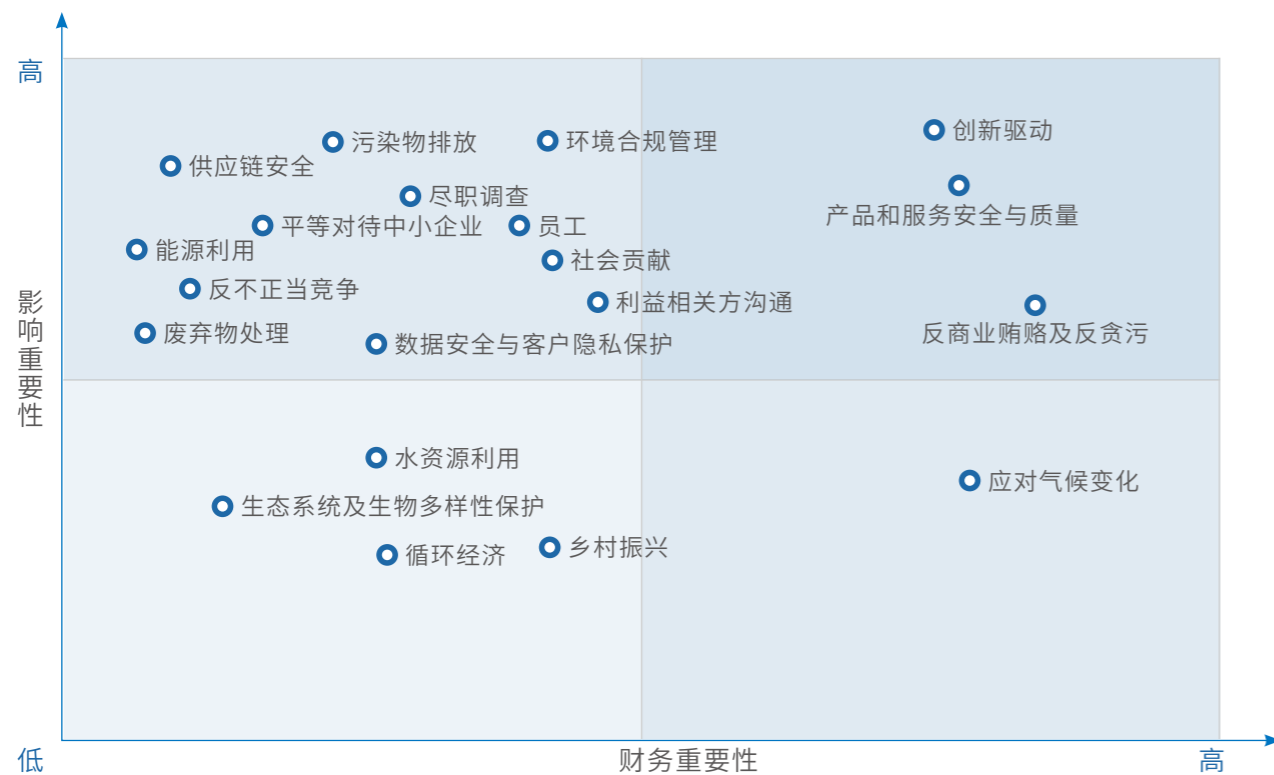 高
创新驱动
污染物排放
环境合规管理
供应链安全
尽职调查
产品和服务安全与质量
平等对待中小企业
员工
能源利用
社会贡献
反不正当竞争
利益相关方沟通
废弃物处理
数据安全与客户隐私保护
反商业贿赂及反贪污
影响重要性
水资源利用
应对气候变化
生态系统及生物多样性保护
循环经济
乡村振兴
低
财务重要性
高